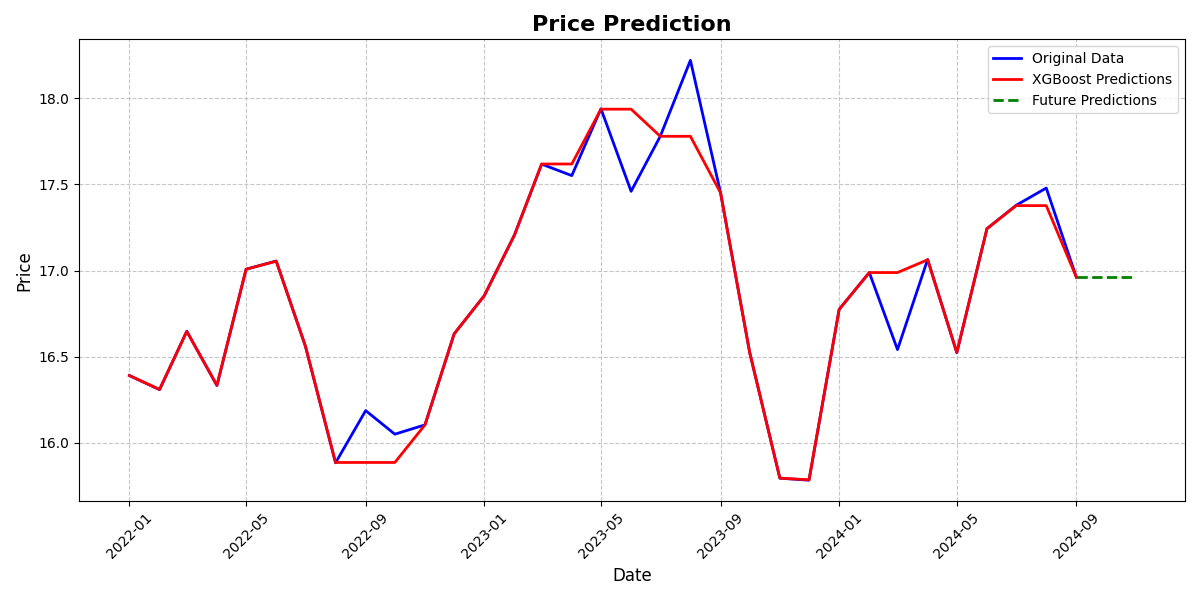 Price Prediction
Original Data
XGBoost Predictions
Future Predictions
Price
18.0
17.5
17.0
16.5
16.0
2022-01
2022-05
2022-09
2023-01
2023-05
2023-09
2024-01
2024-05
2024-09
Date